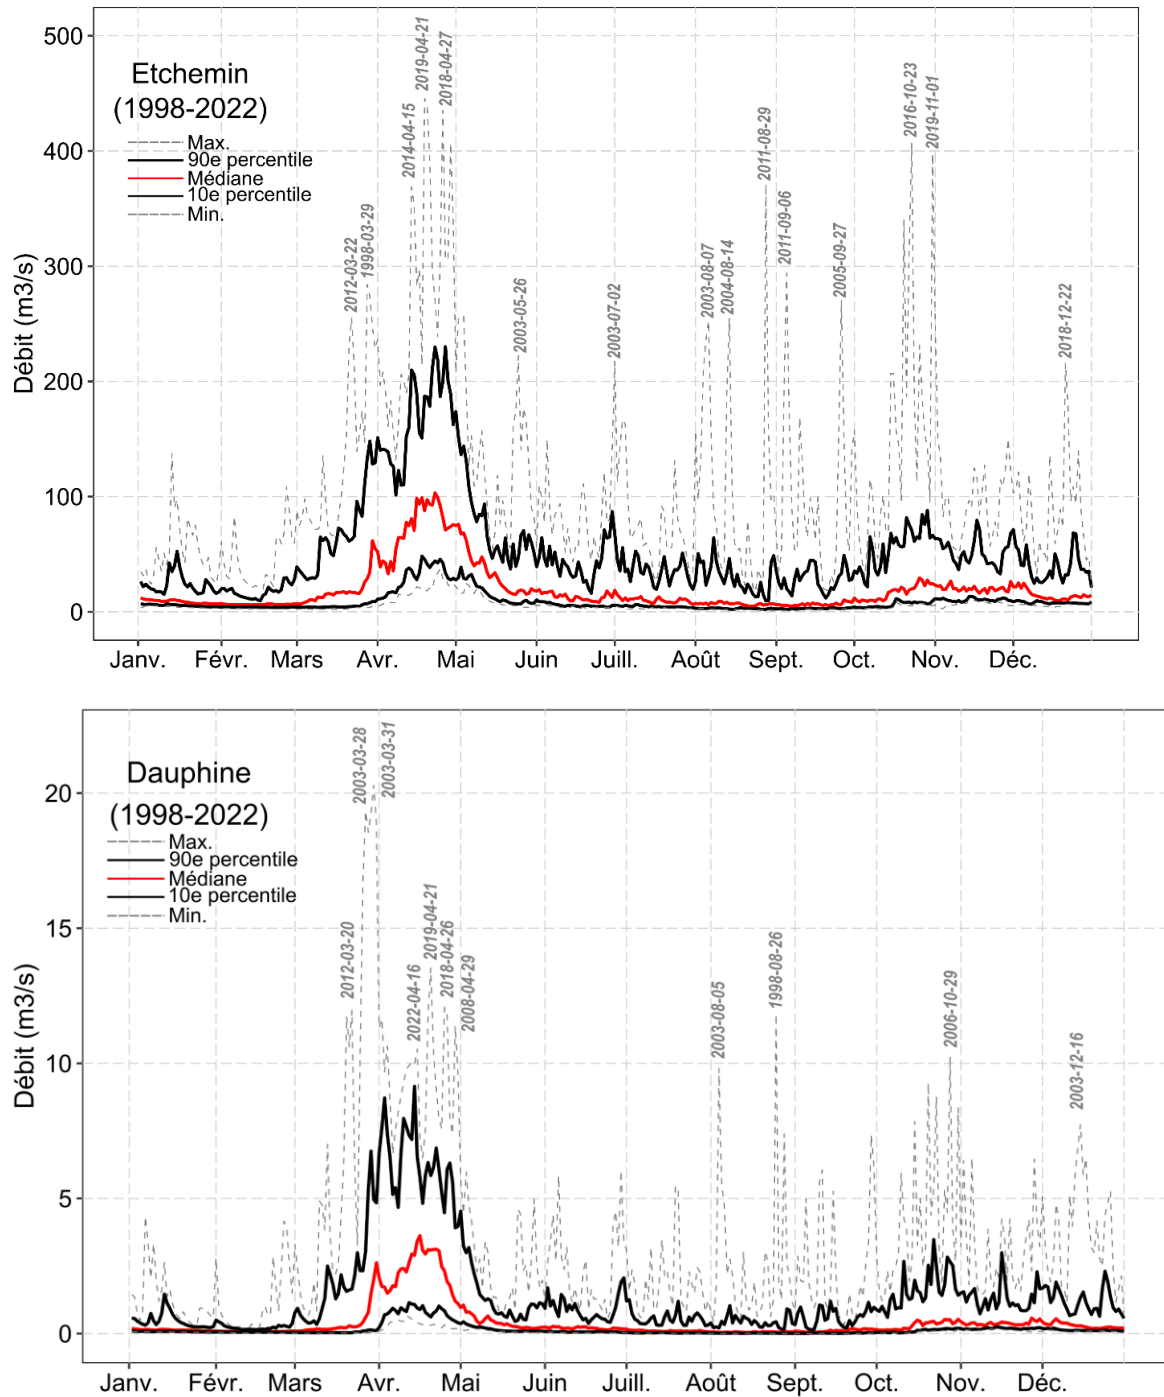 Etchemin
(1998-2022)
Max.
90e percentile
Médiane
10e percentile
Min.
Débit (m3/s)
500
400
300
200
100
0
2012-03-22
1998-03-29
2014-04-15
2019-04-21
2018-04-27
2003-05-26
2003-07-02
2003-08-07
2004-08-14
2011-08-29
2011-09-06
2005-09-27
2016-10-23
2019-11-01
2018-12-22
Janv. Févr. Mars Avr. Mai Juin Juill. Août Sept. Oct. Nov. Déc.
Dauphine
(1998-2022)
Max.
90e percentile
Médiane
10e percentile
Min.
Débit (m3/s)
20
15
10
5
0
2012-03-20
2003-03-28
2003-03-31
2022-04-16
2019-04-21
2018-04-26
2008-04-29
2003-08-05
1998-08-26
2006-10-29
2003-12-16
Janv. Févr. Mars Avr. Mai Juin Juill. Août Sept. Oct. Nov. Déc.